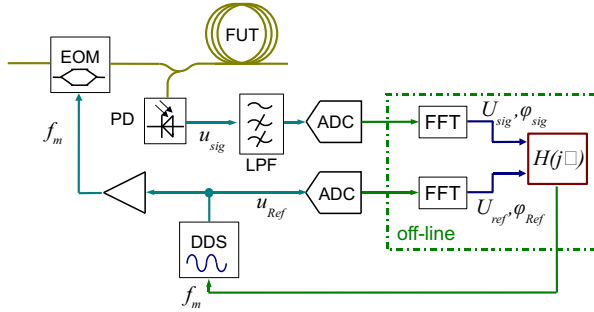 EOM
FUT
f_m
PD
u_sig
LPF
ADC
FFT
U_sig,φ_sig
H(j□)
ADC
FFT
u_Ref
U_ref,φ_Ref
DDS
off-line
f_m